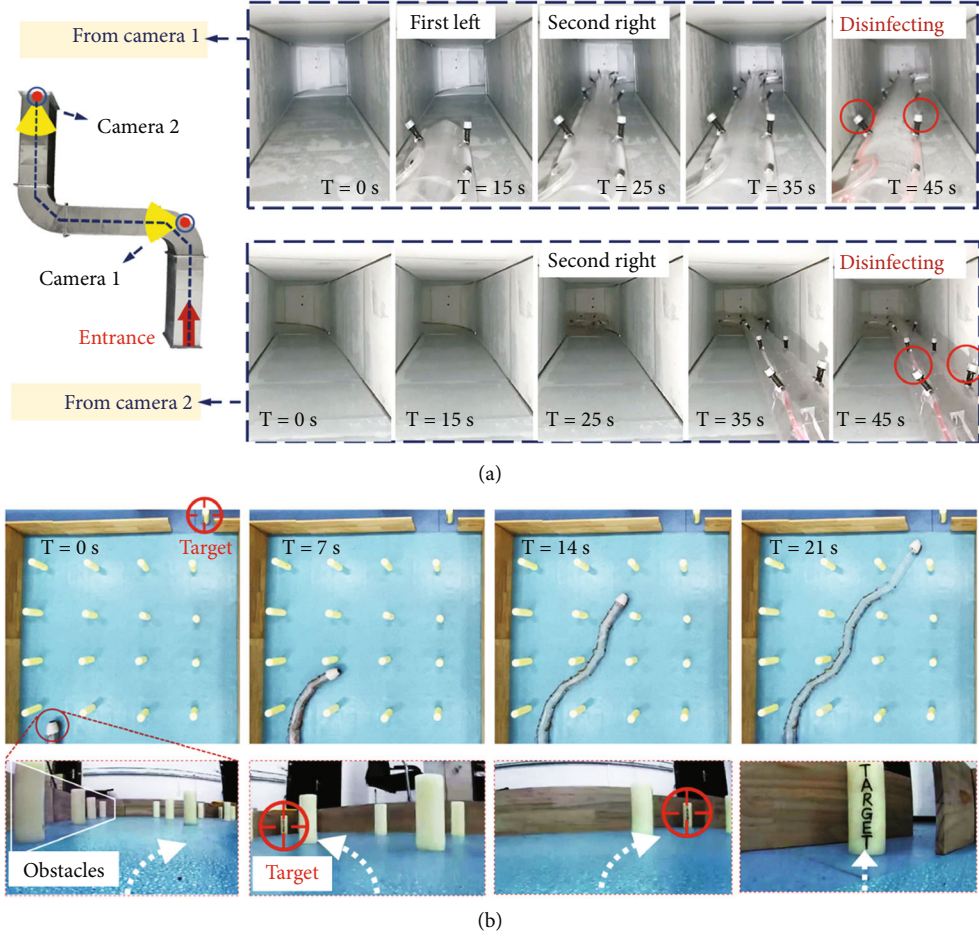 From camera 1
First left
Second right
Disinfecting
T = 0 s
T = 15 s
T = 25 s
T = 35 s
T = 45 s
Camera 2
Camera 1
Entrance
Second right
Disinfecting
From camera 2
T = 0 s
T = 15 s
T = 25 s
T = 35 s
T = 45 s
(a)
T = 0 s
Target
T = 7 s
T = 14 s
T = 21 s
Obstacles
Target
TARGET
(b)